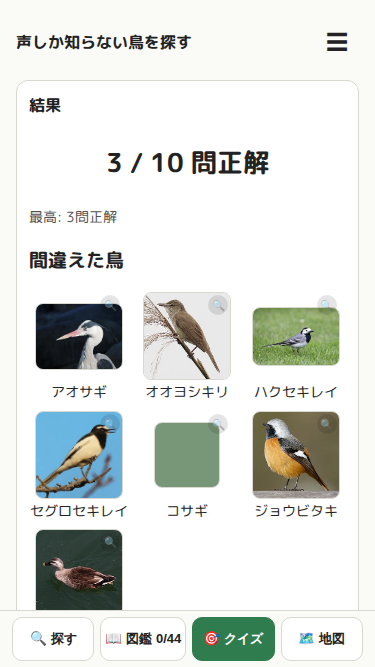 声しか知らない鳥を探す
結果
3 / 10 問正解
最高: 3問正解
間違えた鳥
アオサギ
オオヨシキリ
ハクセキレイ
セグロセキレイ
コサギ
ジョウビタキ
探す
図鑑 0/44
クイズ
地図